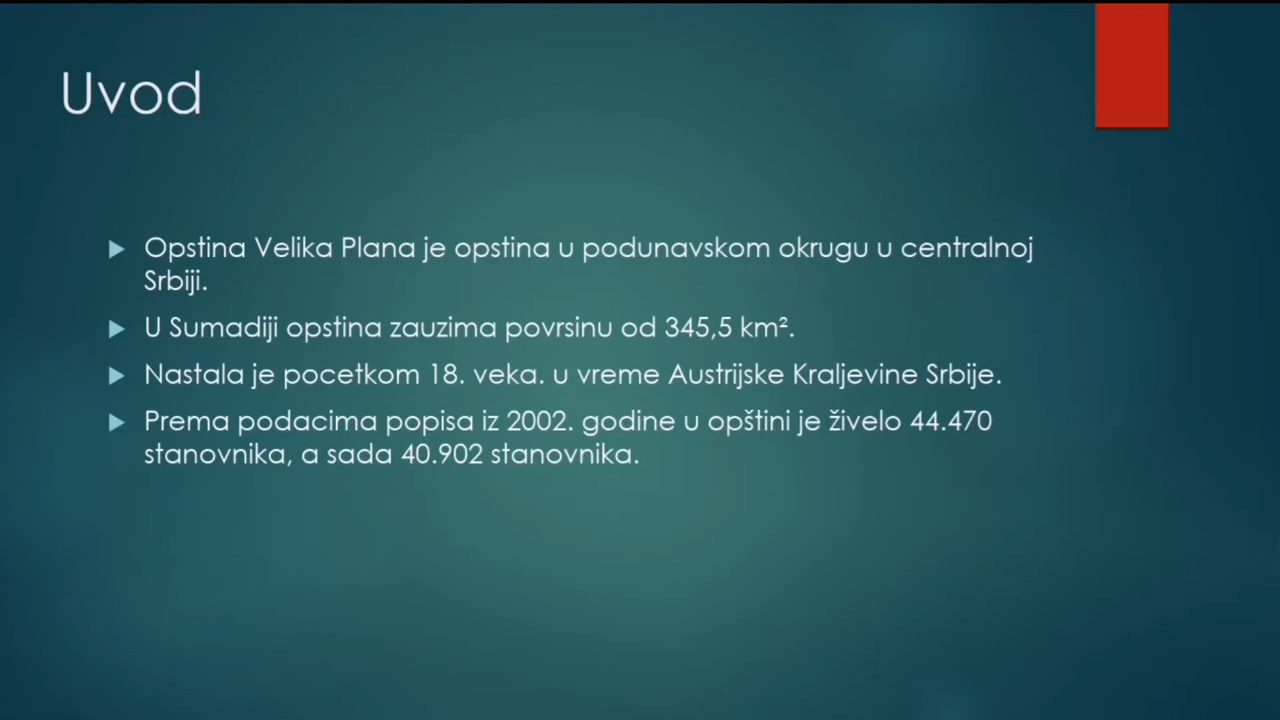 Uvod
Opstina Velika Plana je opstina u podunavskom okrugu u centralnoj
Srbiji.
U Sumadiji opstina zauzima povrsinu od 345,5 km².
Nastala je pocetkom 18. veka. u vreme Austrijske Kraljevine Srbije.
Prema podacima popisa iz 2002. godine u opštini je živelo 44.470
stanovnika, a sada 40.902 stanovnika.